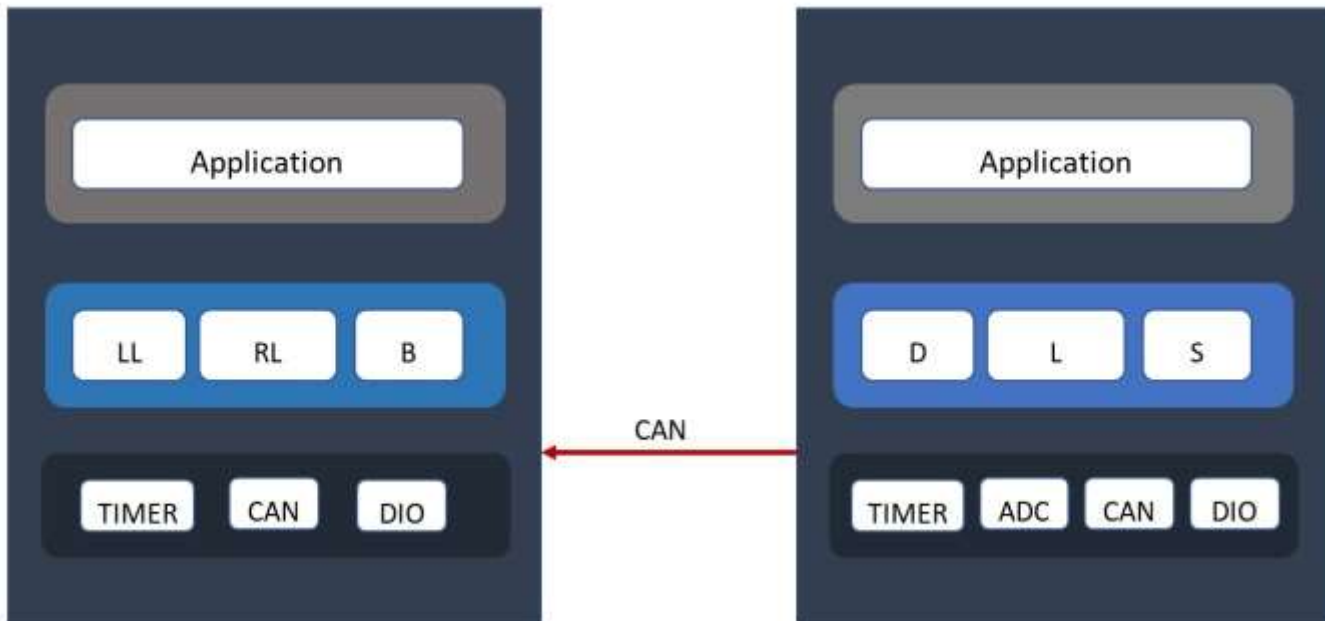 Application
LL RL B
TIMER CAN DIO
CAN
Application
D L S
TIMER ADC CAN DIO